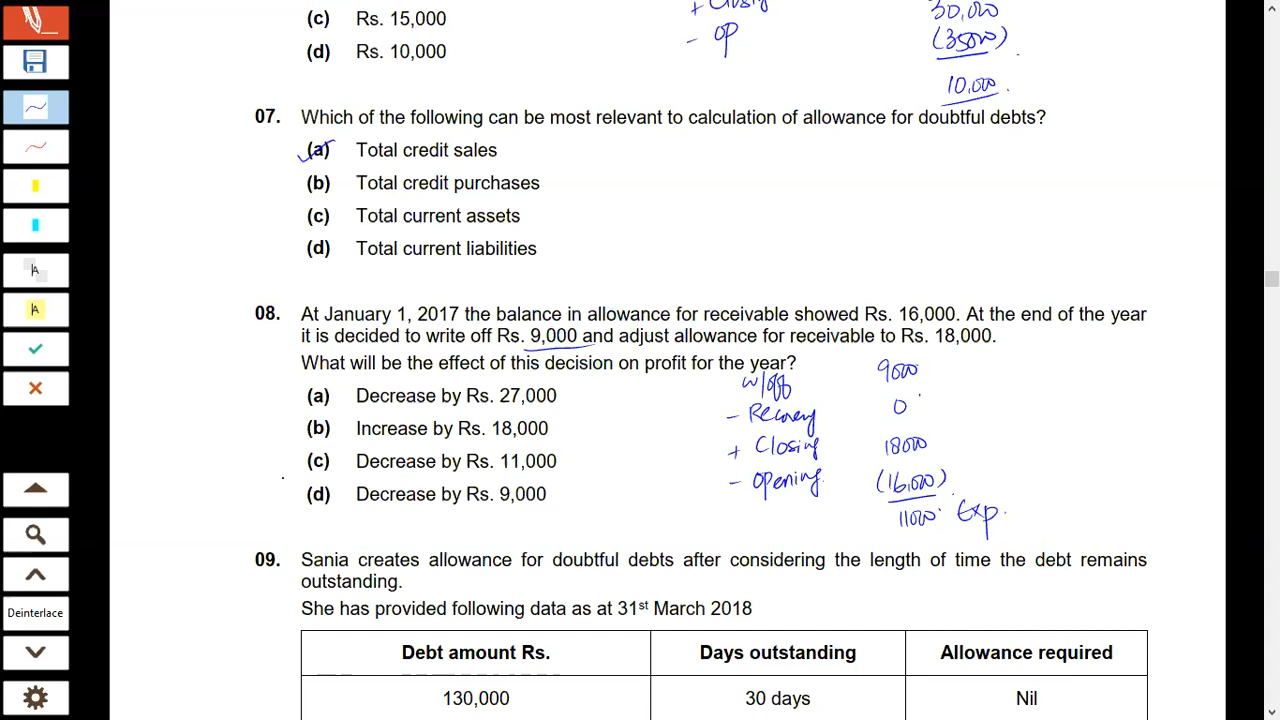 (c) Rs. 15,000
+ Closing 30,000
(d) Rs. 10,000
- OP (35000)
10,000
07. Which of the following can be most relevant to calculation of allowance for doubtful debts?
(a) Total credit sales
(b) Total credit purchases
(c) Total current assets
(d) Total current liabilities
08. At January 1, 2017 the balance in allowance for receivable showed Rs. 16,000. At the end of the year
it is decided to write off Rs. 9,000 and adjust allowance for receivable to Rs. 18,000.
What will be the effect of this decision on profit for the year?
w/off 9000
(a) Decrease by Rs. 27,000
- Recovery 0
(b) Increase by Rs. 18,000
+ Closing 18000
(c) Decrease by Rs. 11,000
- opening (16,000)
(d) Decrease by Rs. 9,000
11000 Exp.
09. Sania creates allowance for doubtful debts after considering the length of time the debt remains
outstanding.
She has provided following data as at 31st March 2018
Debt amount Rs. Days outstanding Allowance required
130,000 30 days Nil
A
A
Deinterlace